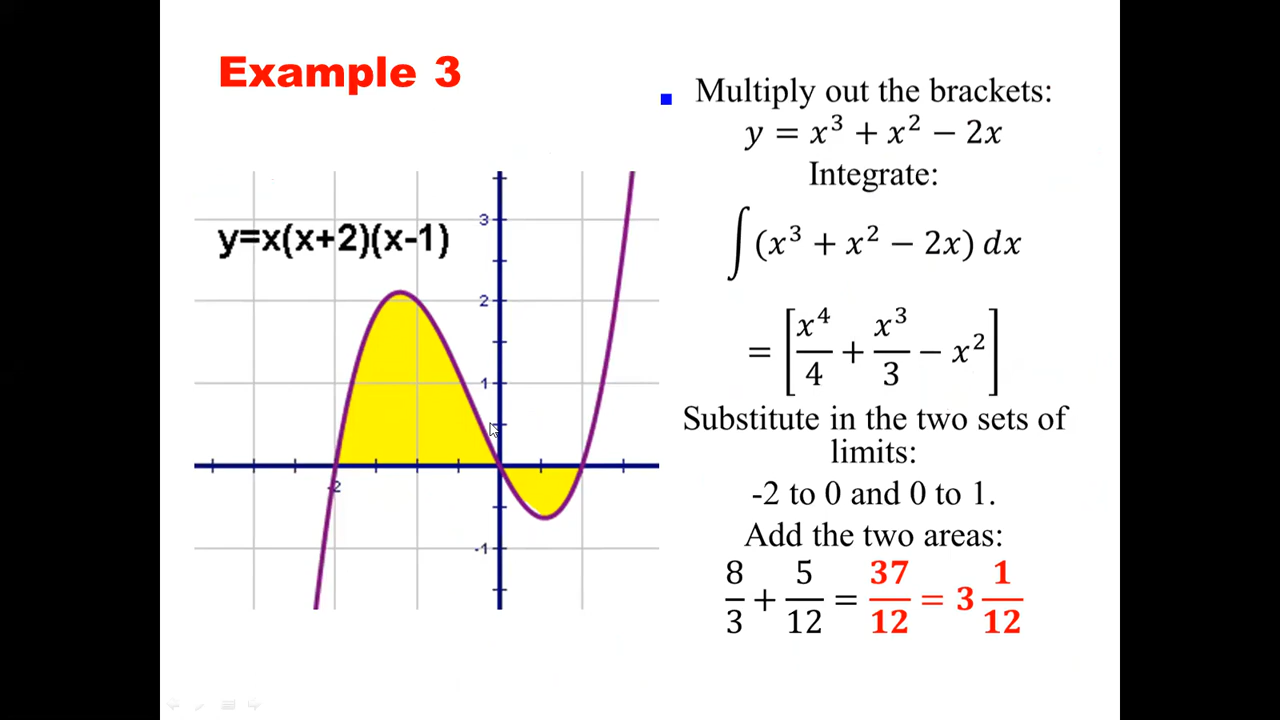 Example 3
y=x(x+2)(x-1)
3
2
1
-2
-1
Multiply out the brackets:
y = x³ + x² − 2x
Integrate:
∫(x³ + x² − 2x) dx
= [x⁴/4 + x³/3 − x²]
Substitute in the two sets of
limits:
-2 to 0 and 0 to 1.
Add the two areas:
8/3 + 5/12 = 37/12 = 3 1/12